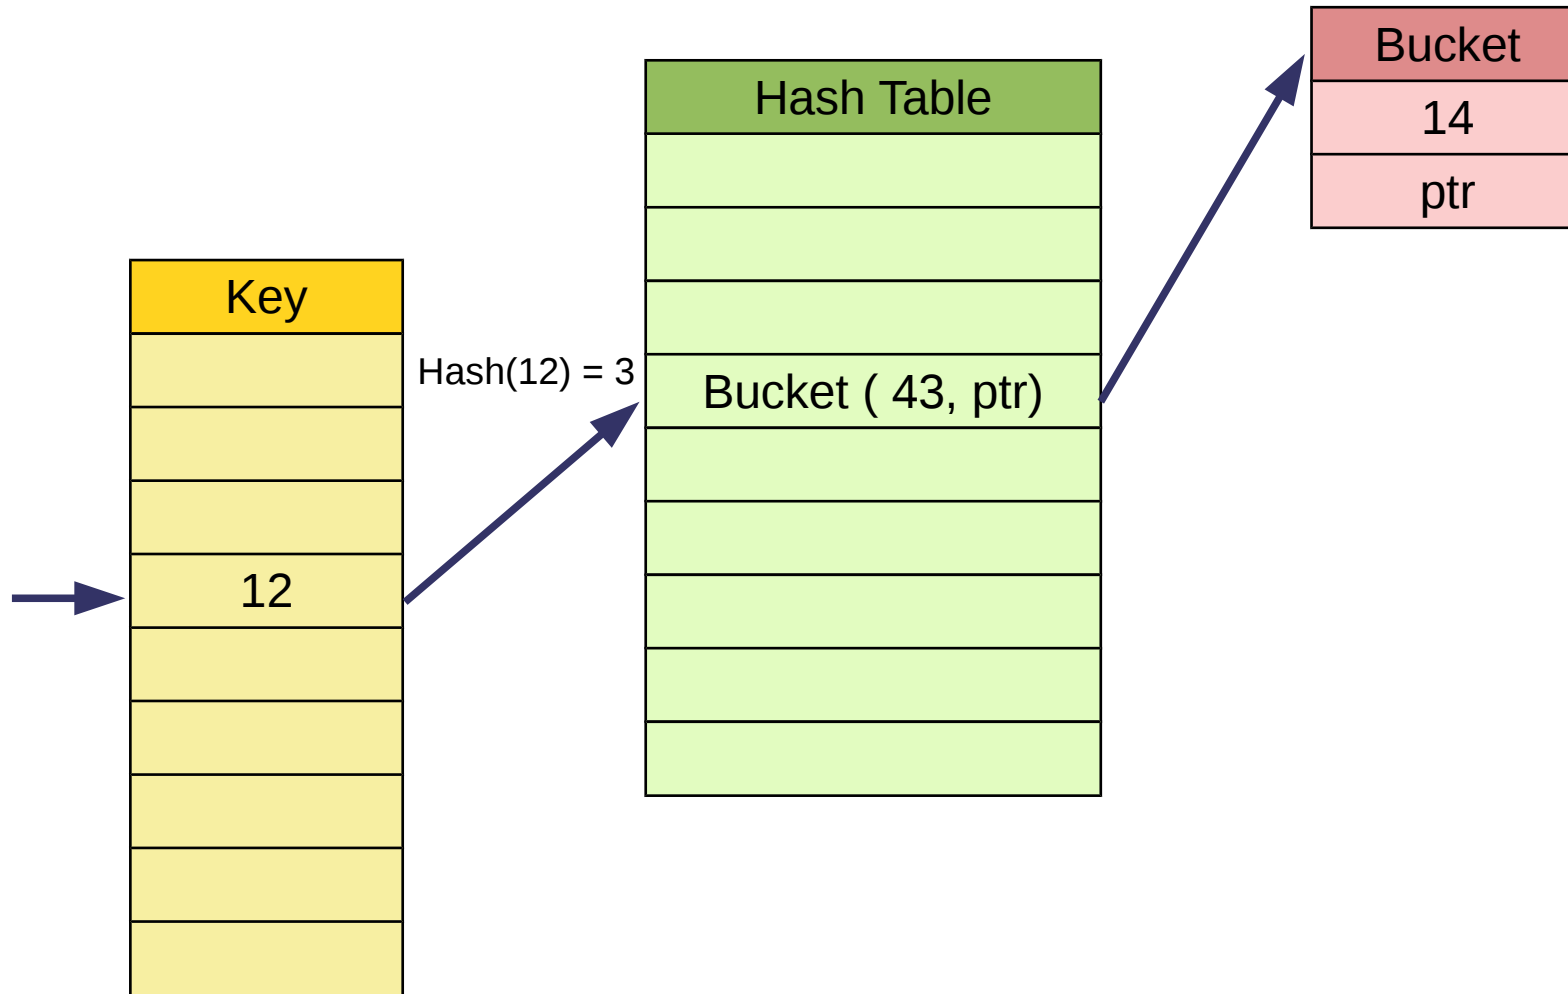 Key
12
Hash(12) = 3
Hash Table
Bucket ( 43, ptr)
Bucket
14
ptr